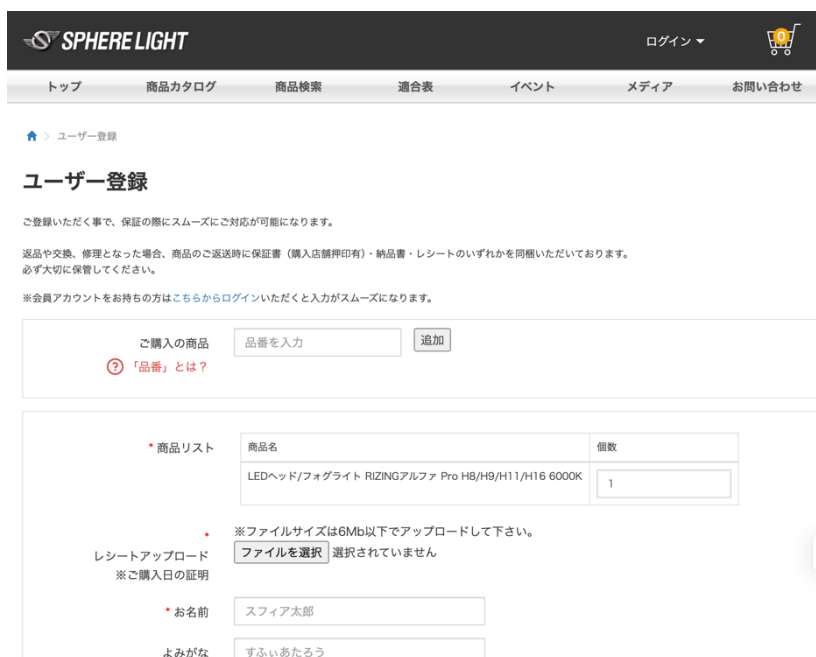 SPHERE LIGHT
ログイン
0
トップ 商品カタログ 商品検索 適合表 イベント メディア お問い合わせ
> ユーザー登録
ユーザー登録
ご登録いただく事で、保証の際にスムーズにご対応が可能になります。
返品や交換、修理となった場合、商品のご返送時に保証書（購入店舗押印有）・納品書・レシートのいずれかを同梱いただいております。
必ず大切に保管してください。
※会員アカウントをお持ちの方はこちらからログインいただくと入力がスムーズになります。
ご購入の商品 品番を入力 追加
? 「品番」とは？
* 商品リスト 商品名 個数
LEDヘッド/フォグライト RIZINGアルファ Pro H8/H9/H11/H16 6000K 1
* ※ファイルサイズは6Mb以下でアップロードして下さい。
レシートアップロード ファイルを選択 選択されていません
※ご購入日の証明
* お名前 スフィア太郎
よみがな すふぃあたろう